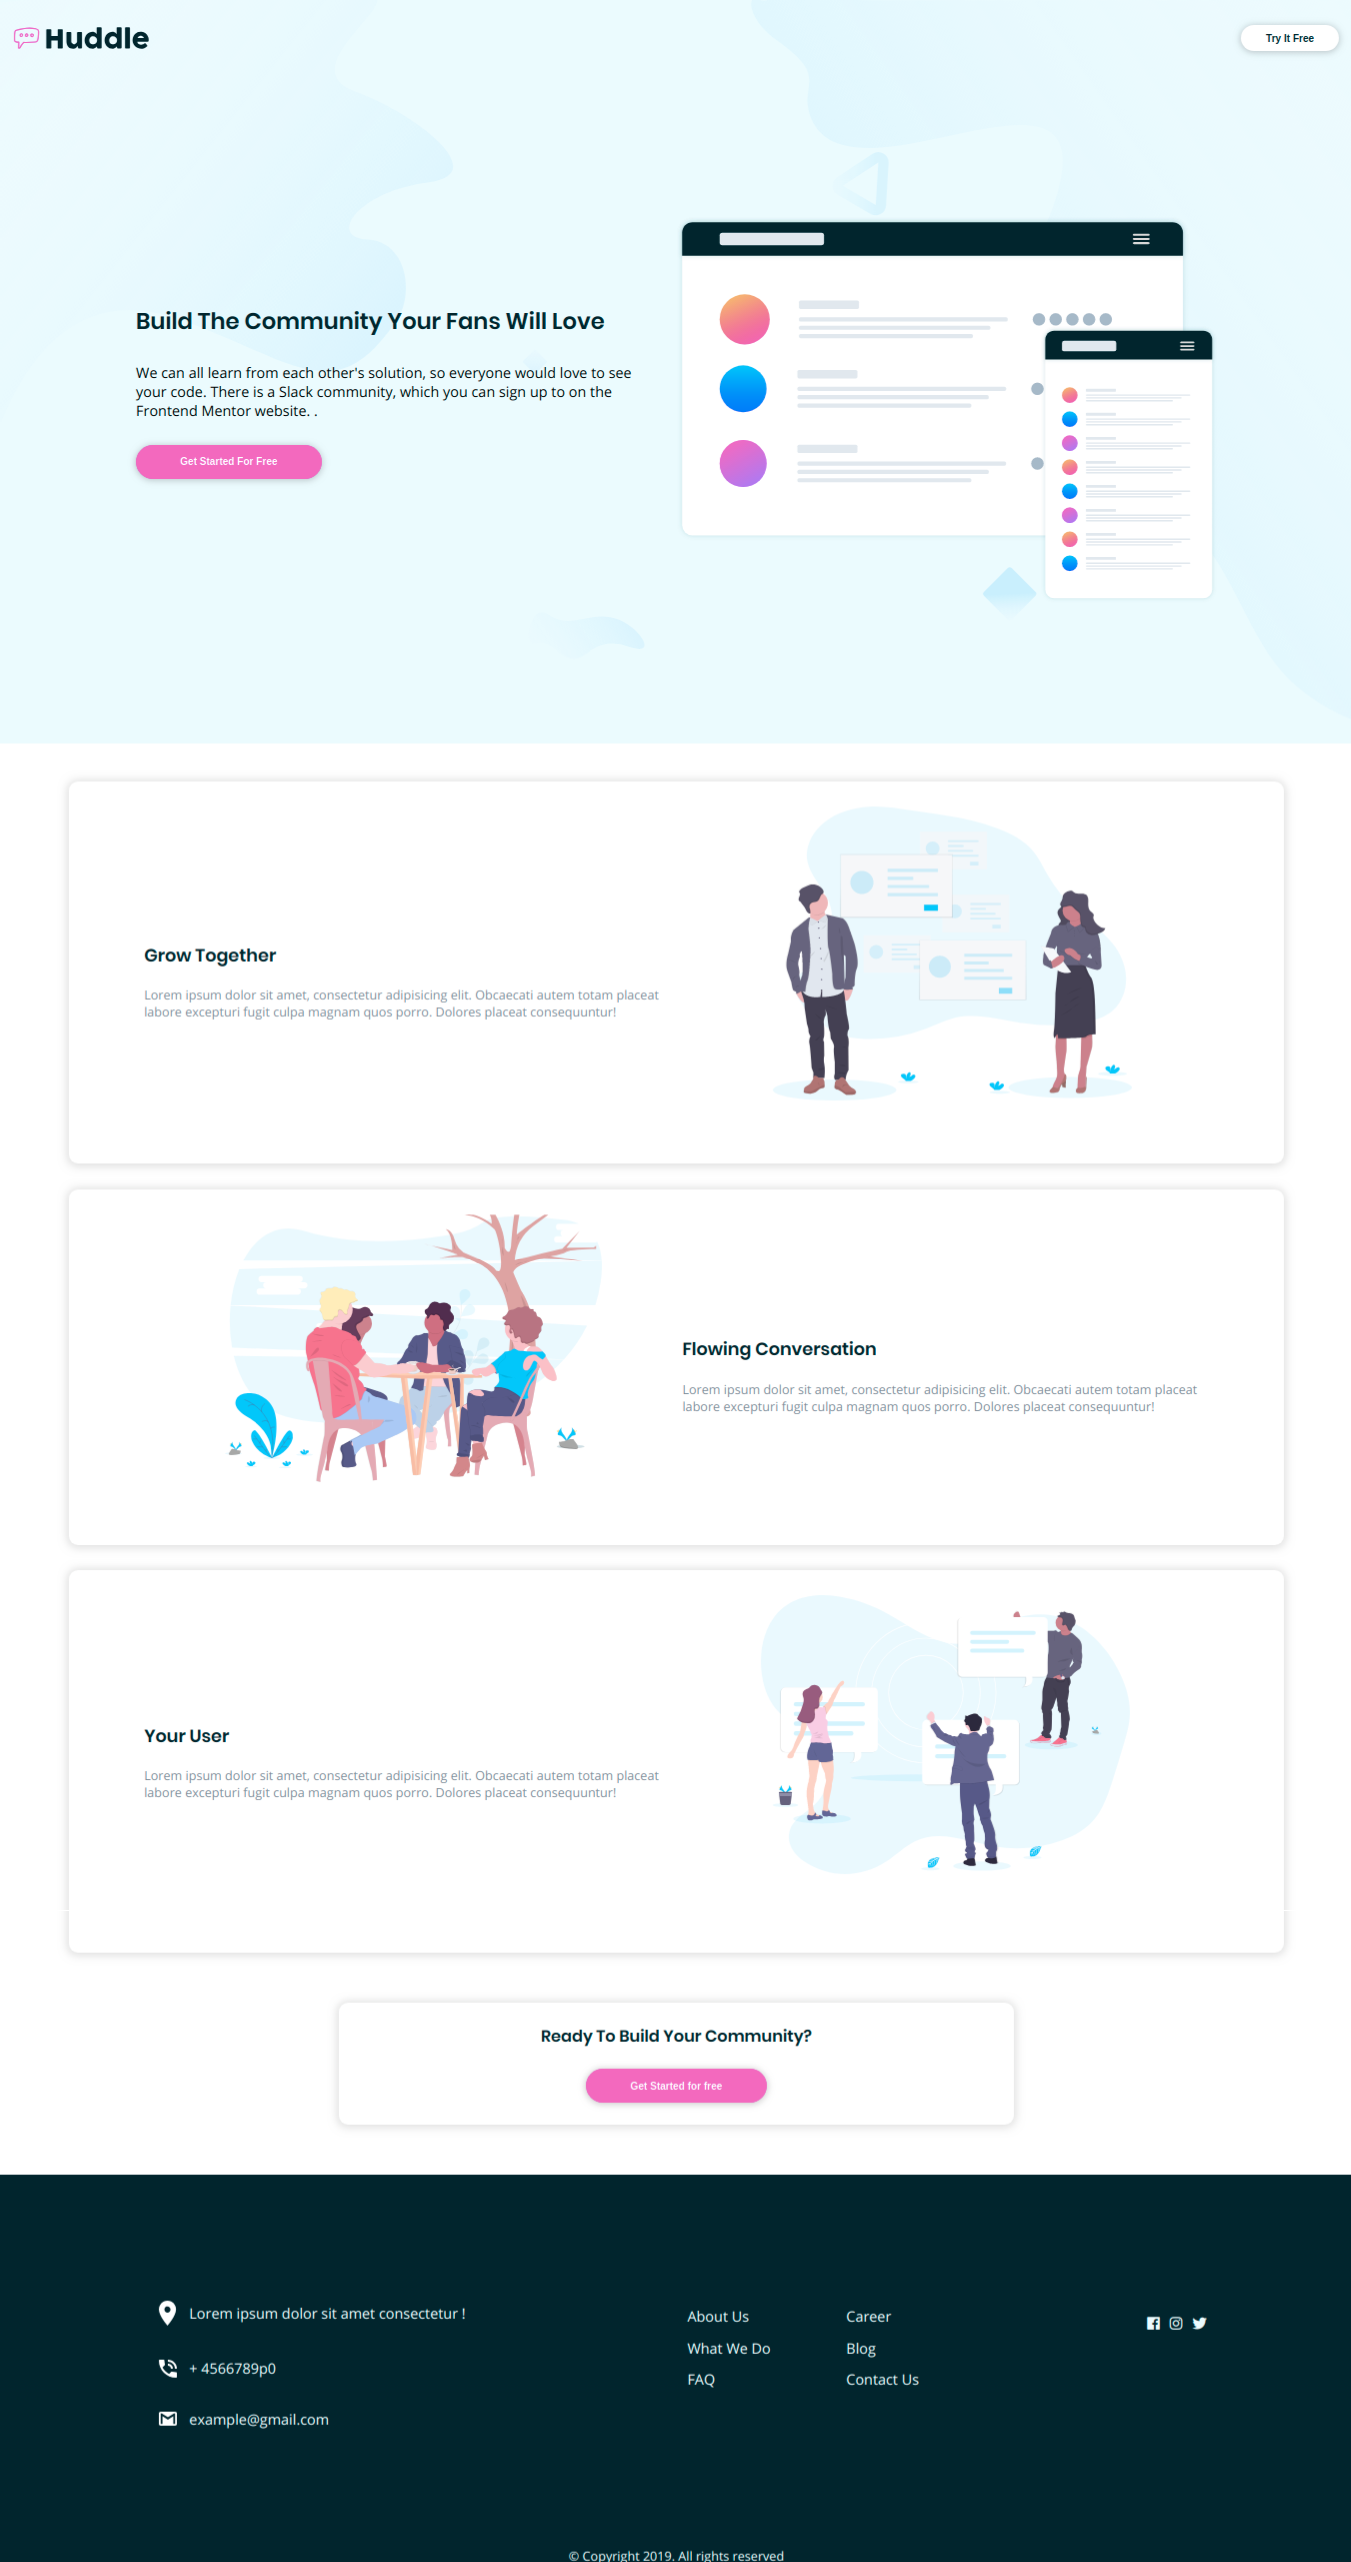 Huddle
Try It Free
Build The Community Your Fans Will Love
We can all learn from each other's solution, so everyone would love to see
your code. There is a Slack community, which you can sign up to on the
Frontend Mentor website. .
Get Started For Free
Grow Together
Lorem ipsum dolor sit amet, consectetur adipisicing elit. Obcaecati autem totam placeat
labore excepturi fugit culpa magnam quos porro. Dolores placeat consequuntur!
Flowing Conversation
Lorem ipsum dolor sit amet, consectetur adipisicing elit. Obcaecati autem totam placeat
labore excepturi fugit culpa magnam quos porro. Dolores placeat consequuntur!
Your User
Lorem ipsum dolor sit amet, consectetur adipisicing elit. Obcaecati autem totam placeat
labore excepturi fugit culpa magnam quos porro. Dolores placeat consequuntur!
Ready To Build Your Community?
Get Started for free
Lorem ipsum dolor sit amet consectetur !
+ 4566789p0
example@gmail.com
About Us
What We Do
FAQ
Career
Blog
Contact Us
© Copyright 2019. All rights reserved